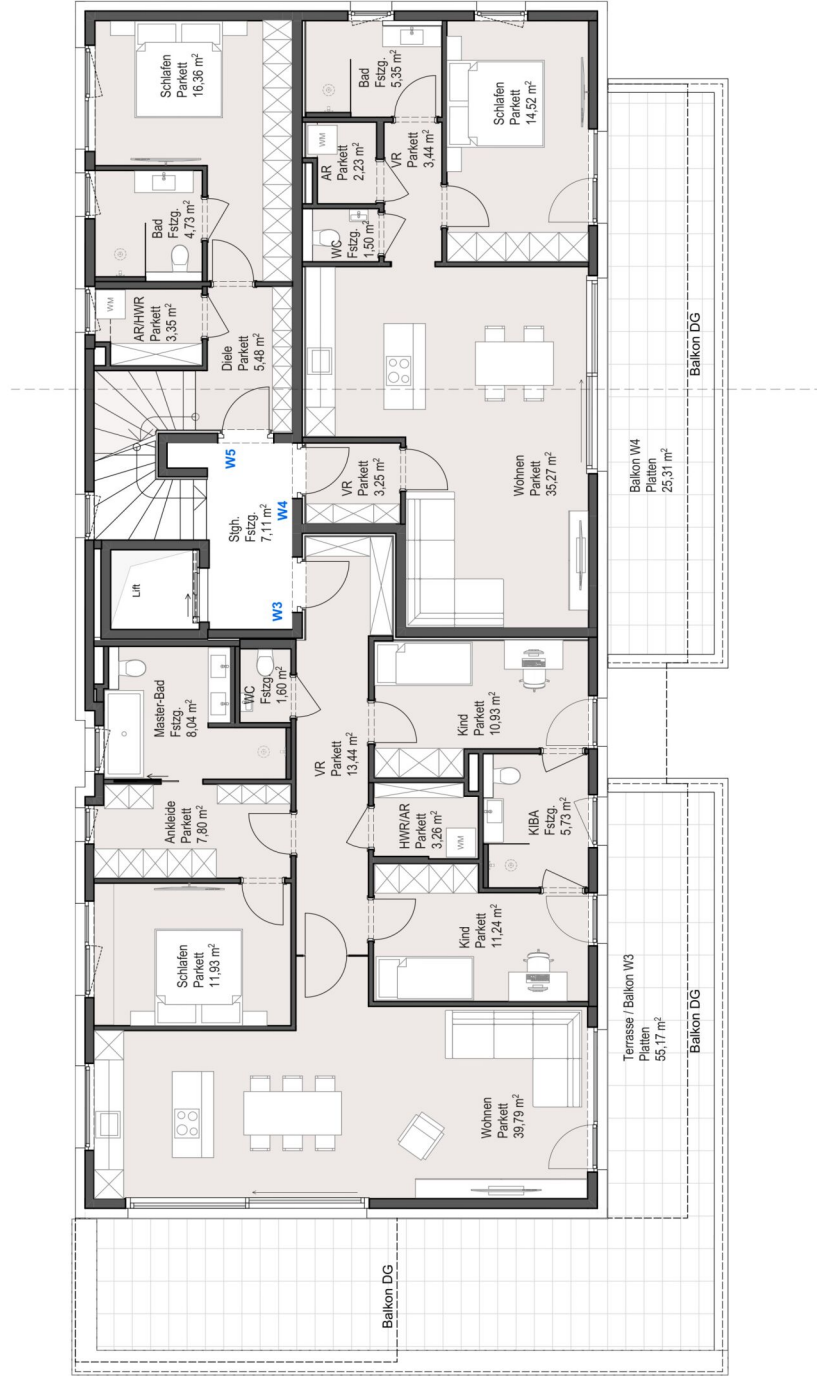 Schlafen
Parkett
16,36 m²
Bad
Fstzg.
5,35 m²
Schlafen
Parkett
14,52 m²
Bad
Fstzg.
4,73 m²
WM
AR
Parkett
2,23 m²
VR
Parkett
3,44 m²
WC
Fstzg.
1,50 m²
WM
AR/HWR
Parkett
3,35 m²
Diele
Parkett
5,48 m²
Balkon DG
W5
Stgh.
Fstzg.
7,11 m²
W4
VR
Parkett
3,25 m²
Wohnen
Parkett
35,27 m²
Balkon W4
Platten
25,31 m²
Lift
W3
Master-Bad
Fstzg.
8,04 m²
WC
Fstzg.
1,60 m²
VR
Parkett
13,44 m²
Kind
Parkett
10,93 m²
Ankleide
Parkett
7,80 m²
HWR/AR
Parkett
3,26 m²
WM
KIBA
Fstzg.
5,73 m²
Schlafen
Parkett
11,93 m²
Kind
Parkett
11,24 m²
Terrasse / Balkon W3
Platten
55,17 m²
Balkon DG
Wohnen
Parkett
39,79 m²
Balkon DG